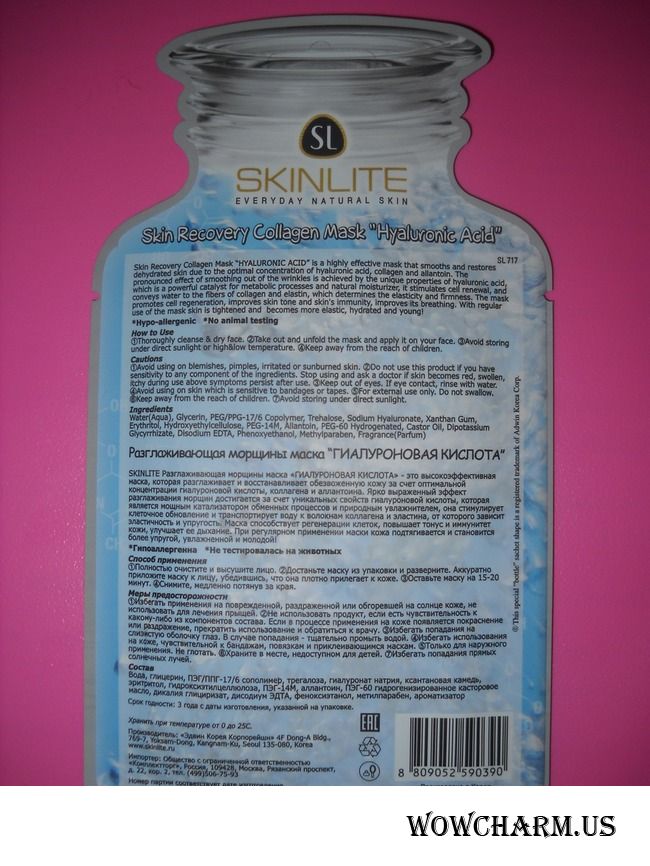 SL
SKINLITE
EVERYDAY NATURAL SKIN
Skin Recovery Collagen Mask "Hyaluronic Acid"
SL717
Skin Recovery Collagen Mask "HYALURONIC ACID" is a highly effective mask that smooths and restores
dehydrated skin due to the optimal concentration of hyaluronic acid, collagen and allantoin. The
pronounced effect of smoothing out of the wrinkles is achieved by the unique properties of hyaluronic acid,
which is a powerful catalyst for metabolic processes and natural moisturizer, it stimulates cell renewal, and
conveys water to the fibers of collagen and elastin, which determines the elasticity and firmness. The mask
promotes cell regeneration, improves skin tone and skin's immunity, improves its breathing. With regular
use of the mask skin is tightened and becomes more elastic, hydrated and young!
*Hypo-allergenic *No animal testing
How to Use
①Thoroughly cleanse & dry face. ②Take out and unfold the mask and apply it on your face. ③Avoid storing
under direct sunlight or high&low temperature. ④Keep away from the reach of children.
Cautions
①Avoid using on blemishes, pimples, irritated or sunburned skin. ②Do not use this product if you have
sensitivity to any component of the ingredients. Stop using and ask a doctor if skin becomes red, swollen,
itchy during use above symptoms persist after use. ③Keep out of eyes. If eye contact, rinse with water.
④Avoid using on skin which is sensitive to bandages or tapes. ⑤For external use only. Do not swallow.
⑥Keep away from the reach of children. ⑦Avoid storing under direct sunlight.
Ingredients
Water(Aqua), Glycerin, PEG/PPG-17/6 Copolymer, Trehalose, Sodium Hyaluronate, Xanthan Gum,
Erythritol, Hydroxyethylcellulose, PEG-14M, Allantoin, PEG-60 Hydrogenated, Castor Oil, Dipotassium
Glycyrrhizate, Disodium EDTA, Phenoxyethanol, Methylparaben, Fragrance(Parfum)
Разглаживающая морщины маска "ГИАЛУРОНОВАЯ КИСЛОТА"
SKINLITE Разглаживающая морщины маска «ГИАЛУРОНОВАЯ КИСЛОТА» - это высокоэффективная
маска, которая разглаживает и восстанавливает обезвоженную кожу за счет оптимальной
концентрации гиалуроновой кислоты, коллагена и аллантоина. Ярко выраженный эффект
разглаживания морщин достигается за счет уникальных свойств гиалуроновой кислоты, которая
является мощным катализатором обменных процессов и природным увлажнителем, она стимулирует
клеточное обновление и транспортирует воду к волокнам коллагена и эластина, от которого зависит
эластичность и упругость. Маска способствует регенерации клеток, повышает тонус и иммунитет
кожи, улучшает ее дыхание. При регулярном применении маски кожа подтягивается и становится
более упругой, увлажненной и молодой!
*Гипоаллергенна *Не тестировалась на животных
Способ применения
①Полностью очистите и высушите лицо. ②Достаньте маску из упаковки и разверните. Аккуратно
приложите маску к лицу, убедившись, что она плотно прилегает к коже. ③Оставьте маску на 15-20
минут. ④Снимите, медленно потянув за края.
Меры предосторожности
①Избегать применения на поврежденной, раздраженной или обгоревшей на солнце коже, не
использовать для лечения прыщей. ②Не использовать продукт, если есть чувствительность к
какому-либо из компонентов состава. Если в процессе применения на коже появляется покраснение
или раздражение, прекратить использование и обратиться к врачу. ③Избегать попадания на
слизистую оболочку глаз. В случае попадания - тщательно промыть водой. ④Избегать использования
на коже, чувствительной к бандажам, повязкам и приклеивающимся маскам. ⑤Только для наружного
применения. Не глотать. ⑥Храните в месте, недоступном для детей. ⑦Избегать попадания прямых
солнечных лучей.
Состав
Вода, глицерин, ПЭГ/ППГ-17/6 сополимер, трегалоза, гиалуронат натрия, ксантановая камедь,
эритритол, гидроксиэтилцеллюлоза, ПЭГ-14М, аллантоин, ПЭГ-60 гидрогенизированное касторовое
масло, дикалия глицирризат, дисодиум ЭДТА, феноксиэтанол, метилпарабен, ароматизатор
Срок годности: 3 года с даты изготовления, указанной на упаковке.
Хранить при температуре от 0 до 25С.
Производитель: «Эдвин Корея Корпорейшн» 4F Dong-A Bldg.,
769-7, Yoksam-Dong, Kangnam-Ku, Seoul 135-080, Korea
www.skinlite.ru
Импортер: Общество с ограниченной ответственностью
«Комплектторг», Россия, 109428, Москва, Рязанский проспект,
д. 22, кор. 2, тел. (499)506-75-93
Номер партии соответствует дате изготовления
EAC
8 809052 590390
© This special "bottle" sachet shape is a registered trademark of Adwin Korea Corp.
WOWCHARM.US